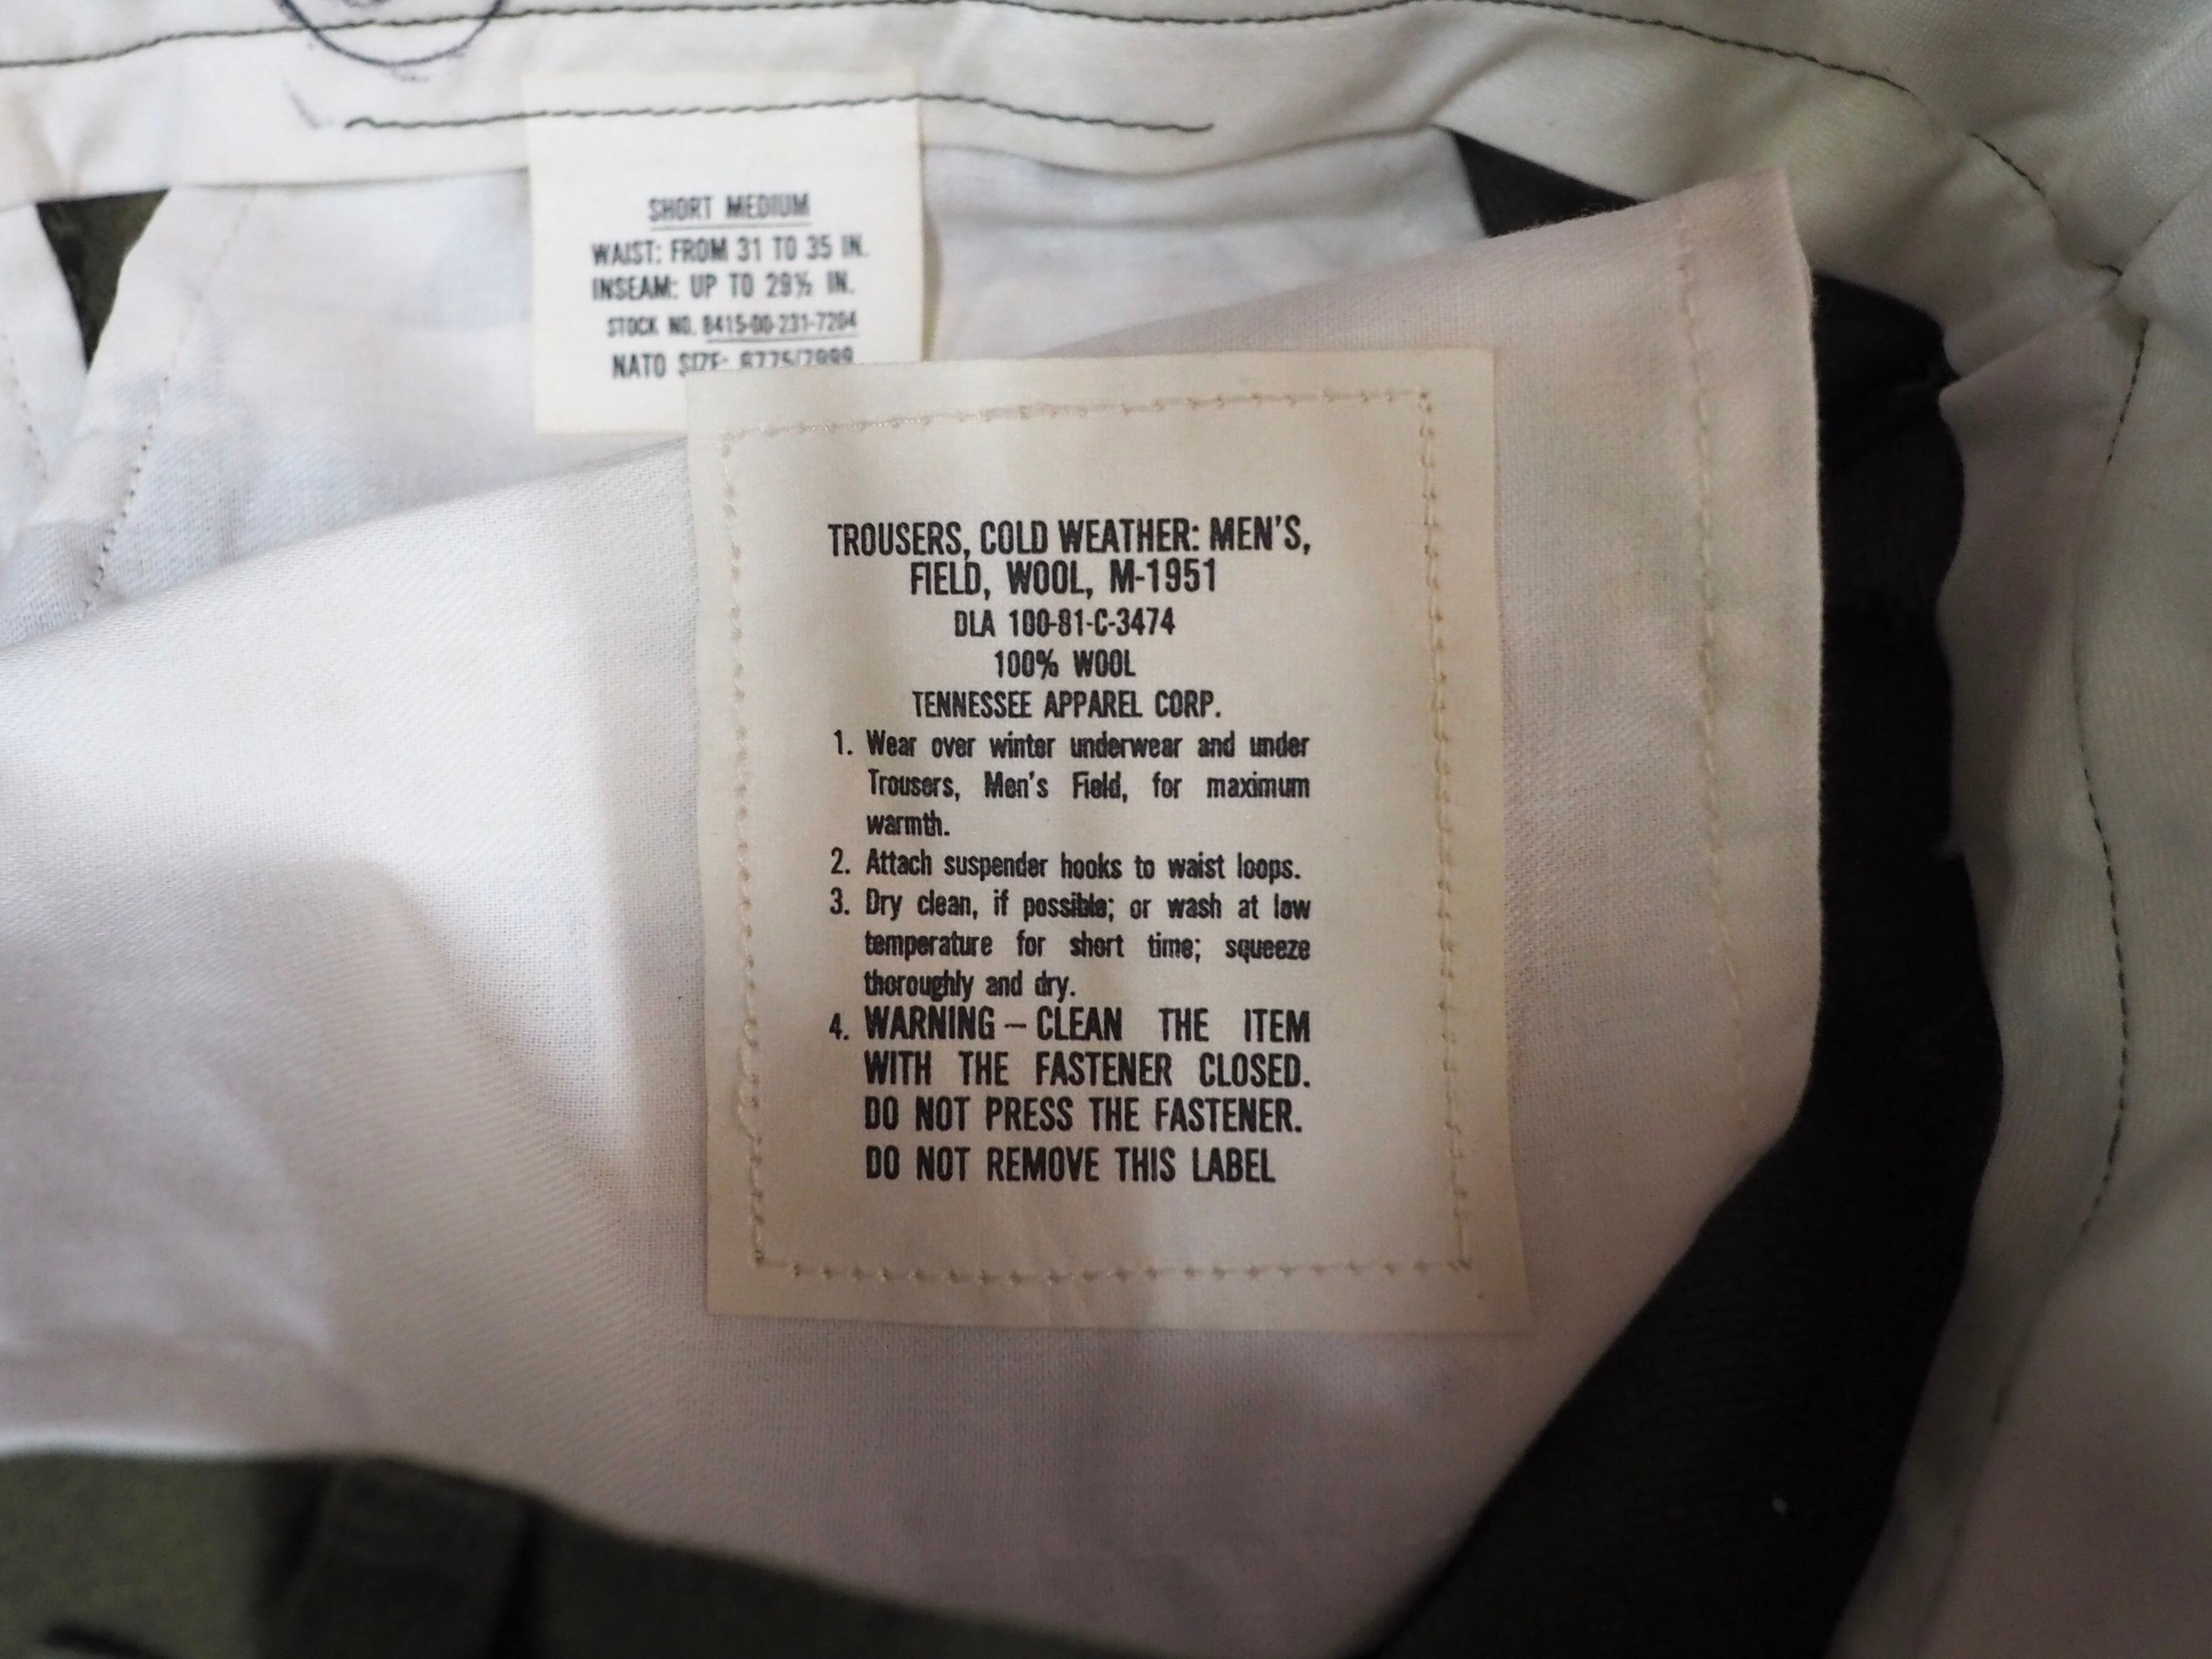 SHORT MEDIUM
WAIST: FROM 31 TO 35 IN.
INSEAM: UP TO 29½ IN.
STOCK NO. 8415-00-231-7204
NATO SIZE:
TROUSERS, COLD WEATHER: MEN'S,
FIELD, WOOL, M-1951
DLA 100-81-C-3474
100% WOOL
TENNESSEE APPAREL CORP.
1. Wear over winter underwear and under
Trousers, Men's Field, for maximum
warmth.
2. Attach suspender hooks to waist loops.
3. Dry clean, if possible; or wash at low
temperature for short time; squeeze
thoroughly and dry.
4. WARNING – CLEAN THE ITEM
WITH THE FASTENER CLOSED.
DO NOT PRESS THE FASTENER.
DO NOT REMOVE THIS LABEL